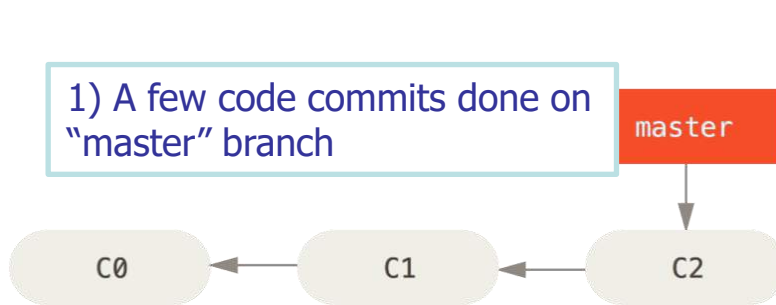 1) A few code commits done on
“master” branch
master
C0 C1 C2